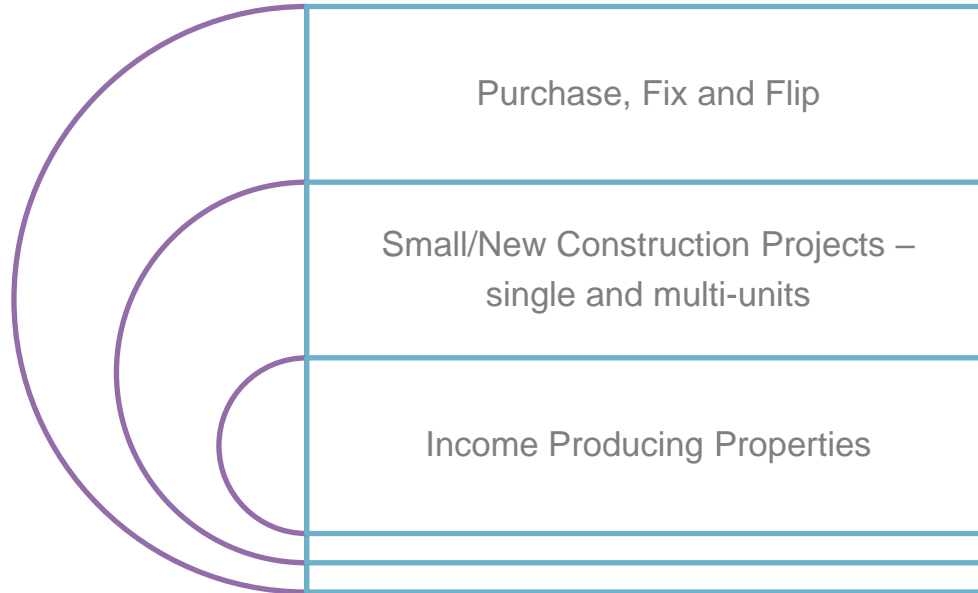 Purchase, Fix and Flip
Small/New Construction Projects –
single and multi-units
Income Producing Properties